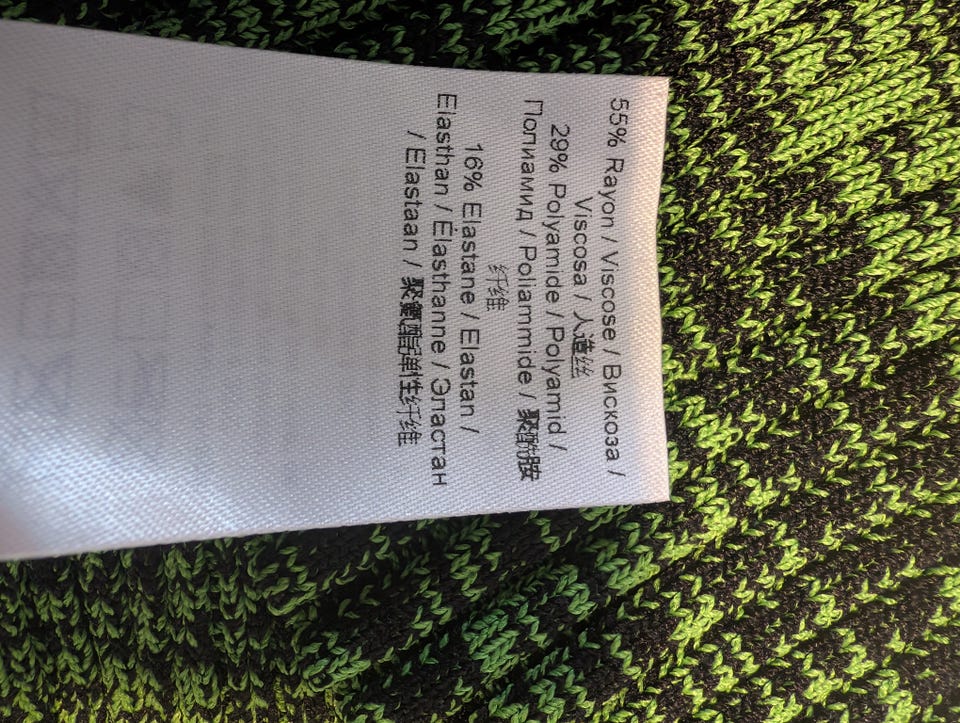 55% Rayon / Viscose / Вискоза /
Viscosa / 人造丝
29% Polyamide / Polyamid /
Полиамид / Poliammide / 聚酰胺
纤维
16% Elastane / Elastan /
Elasthan / Élasthanne / Эластан
/ Elastaan / 聚氨酯弹性纤维